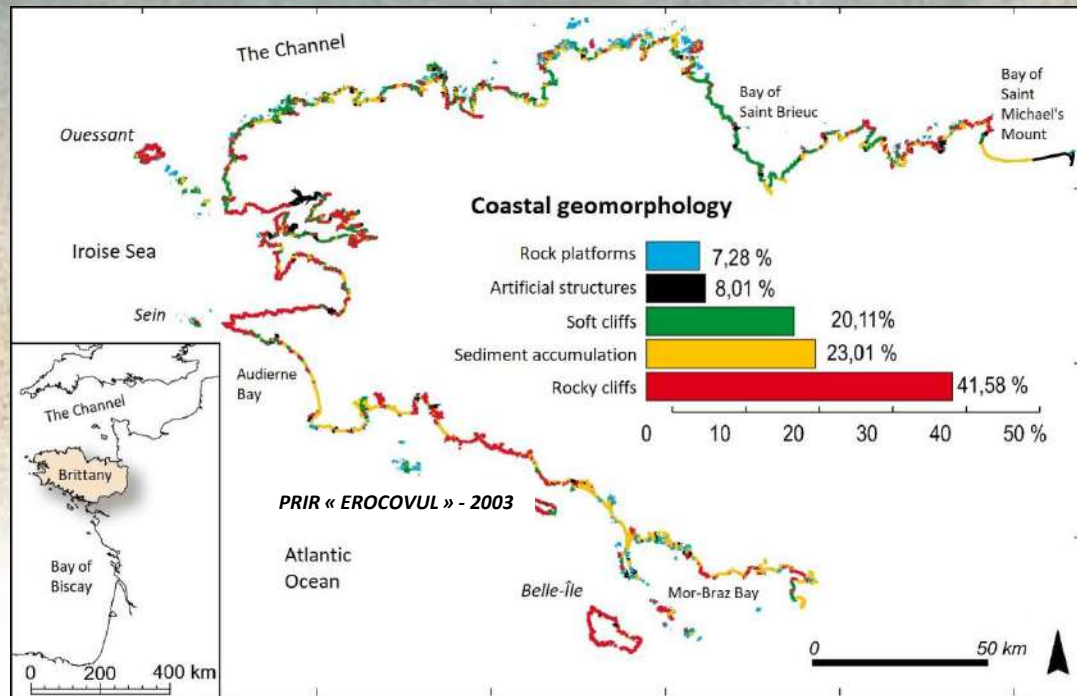 The Channel
Bay of
Saint Brieuc
Bay of
Saint
Michael's
Mount
Ouessant
Iroise Sea
Sein
Audierne
Bay
Coastal geomorphology
Rock platforms
7,28 %
Artificial structures
8,01 %
Soft cliffs
20,11%
Sediment accumulation
23,01 %
Rocky cliffs
41,58 %
0 10 20 30 40 50 %
PRIR « EROCOVUL » - 2003
Atlantic
Ocean
Belle-Île
Mor-Braz Bay
0 50 km
The Channel
Brittany
Bay of
Biscay
0 200 400 km